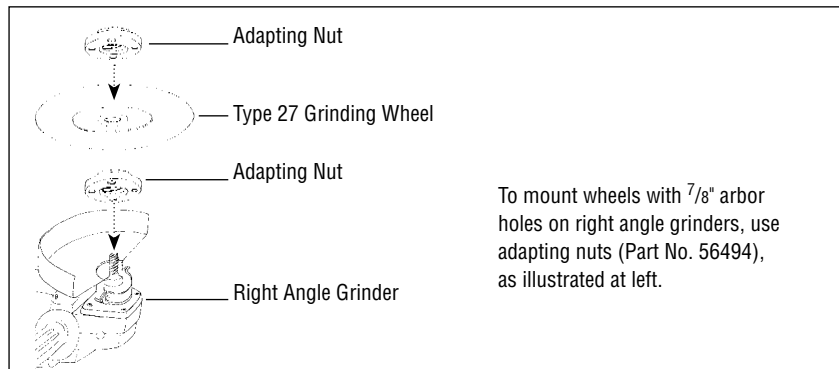 Adapting Nut
Type 27 Grinding Wheel
Adapting Nut
Right Angle Grinder
To mount wheels with 7/8" arbor
holes on right angle grinders, use
adapting nuts (Part No. 56494),
as illustrated at left.